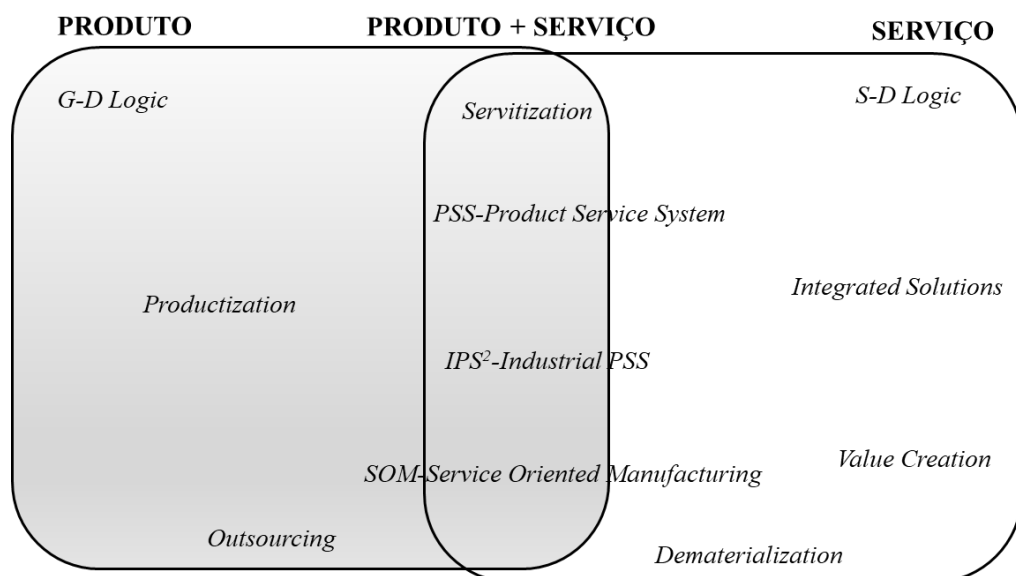 PRODUTO
PRODUTO + SERVIÇO
SERVIÇO
G-D Logic
Servitization
S-D Logic
PSS-Product Service System
Productization
Integrated Solutions
IPS²-Industrial PSS
SOM-Service Oriented Manufacturing
Value Creation
Outsourcing
Dematerialization